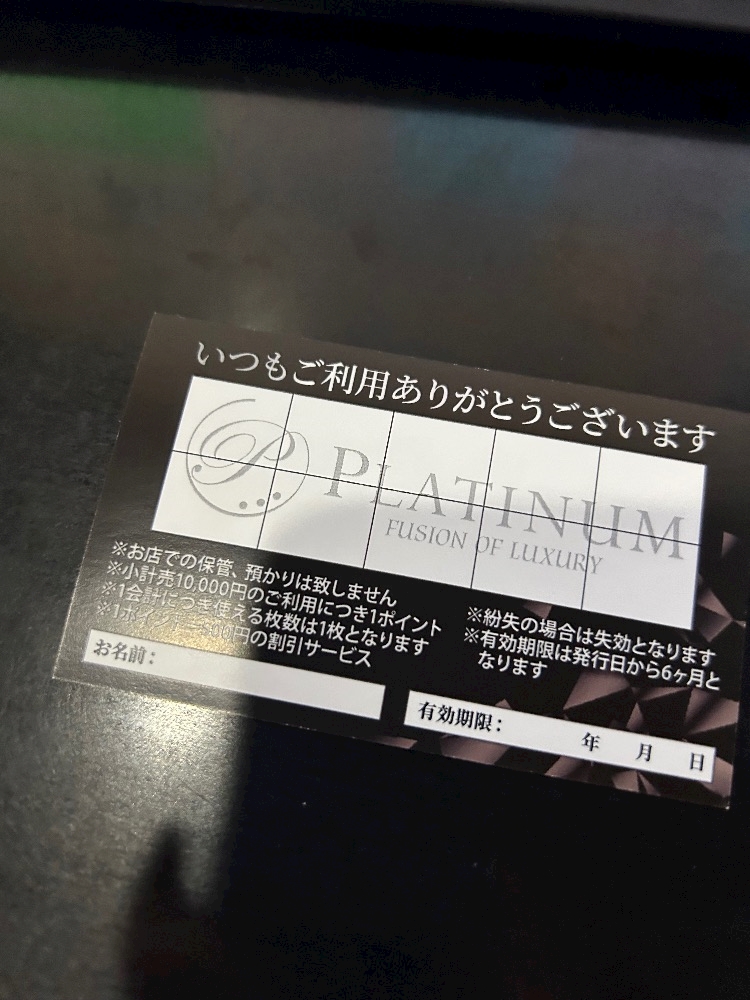 いつもご利用ありがとうございます
PLATINUM
FUSION OF LUXURY
※お店での保管、預かりは致しません
※小計売10,000円のご利用につき1ポイント
※1会計につき使える枚数は1枚となります
※1ポイント 00円の割引サービス
※紛失の場合は失効となります
※有効期限は発行日から6ヶ月と
なります
お名前：
有効期限： 年 月 日